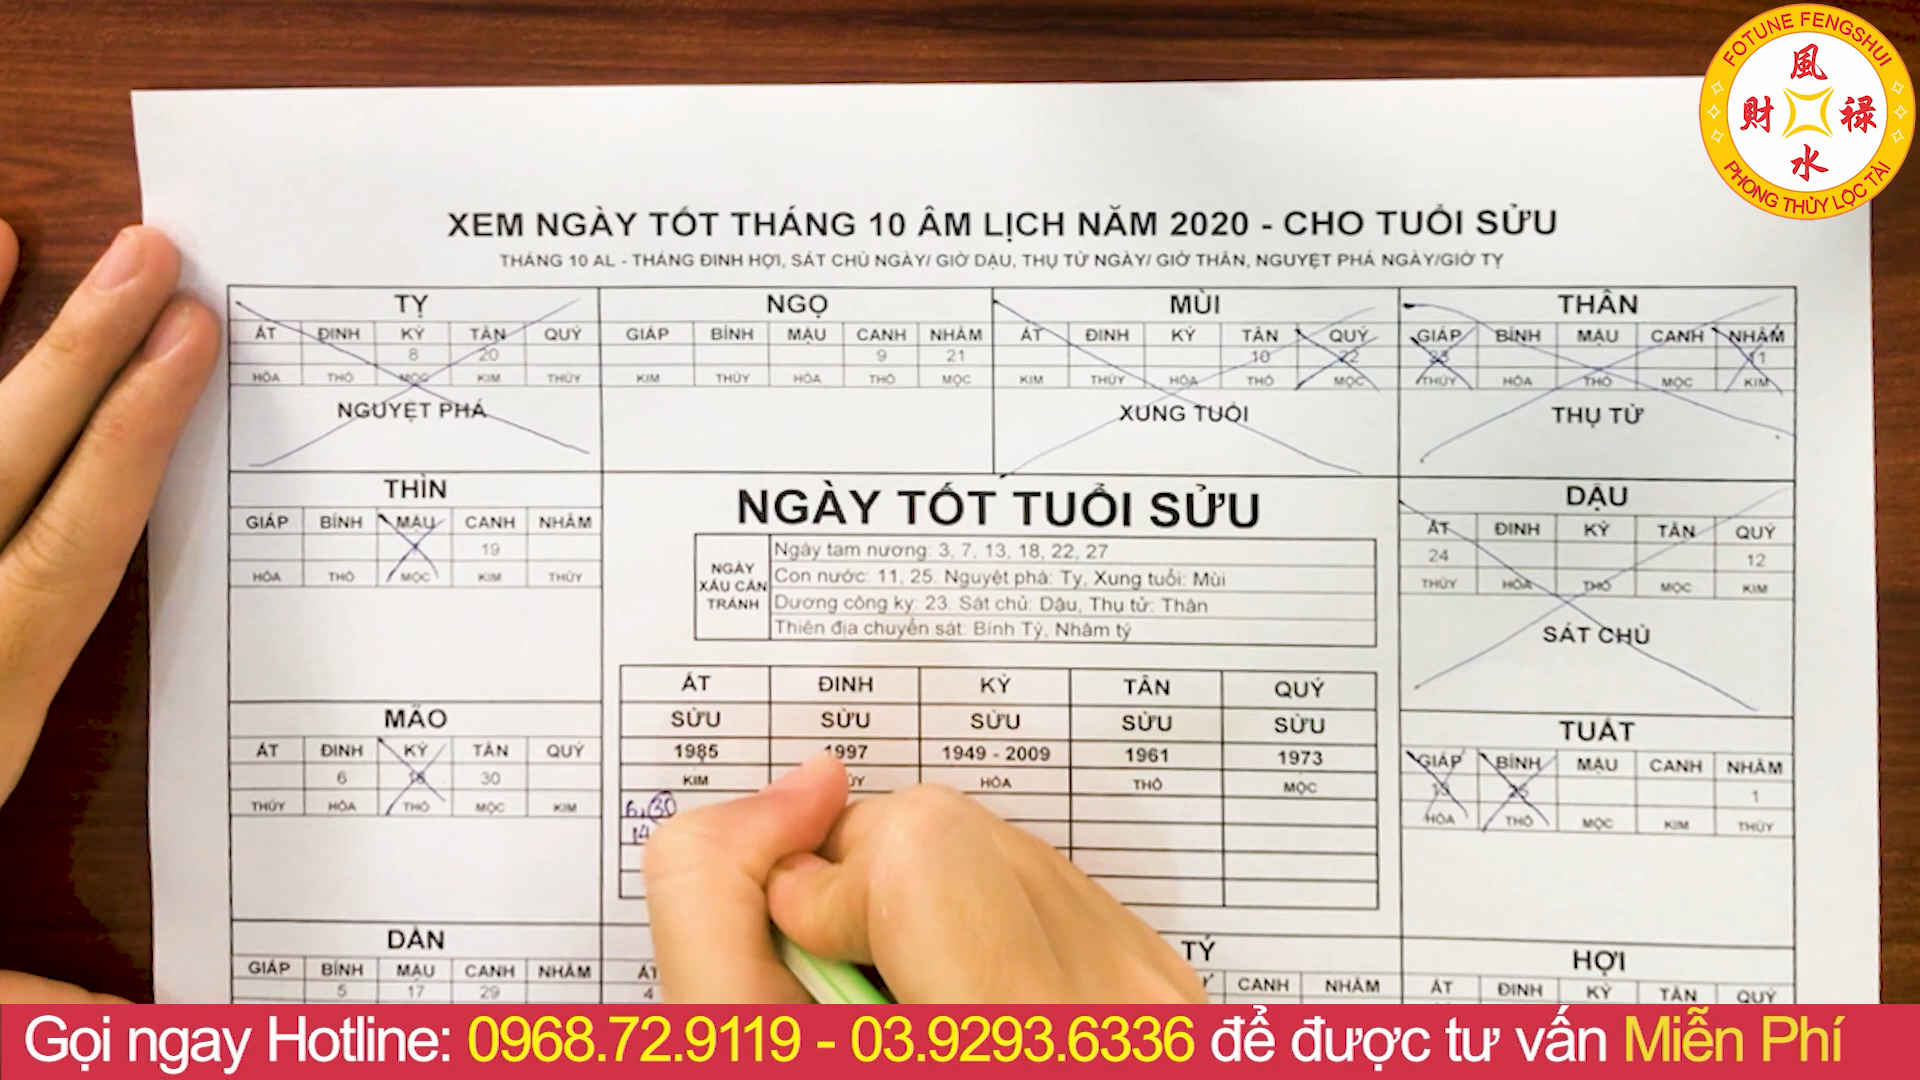 FOTUNE FENGSHUI
風
財 禄
水
PHONG THỦY LỘC TÀI
XEM NGÀY TỐT THÁNG 10 ÂM LỊCH NĂM 2020 - CHO TUỔI SỬU
THÁNG 10 AL - THÁNG ĐINH HỢI, SÁT CHỦ NGÀY/ GIỜ DẬU, THỤ TỬ NGÀY/ GIỜ THÂN, NGUYỆT PHÁ NGÀY/GIỜ TỴ
TỴ
ẤT ĐINH KỶ TÂN QUÝ
8 20
HỎA THỔ MỘC KIM THỦY
NGUYỆT PHÁ
NGỌ
GIÁP BÍNH MẬU CANH NHÂM
9 21
KIM THỦY HỎA THỔ MỘC
MÙI
ẤT ĐINH KỶ TÂN QUÝ
10 22
KIM THỦY HỎA THỔ MỘC
XUNG TUỔI
THÂN
GIÁP BÍNH MẬU CANH NHÂM
23 11
THỦY HỎA THỔ MỘC KIM
THỤ TỬ
THÌN
GIÁP BÍNH MẬU CANH NHÂM
19
HỎA THỔ MỘC KIM THỦY
NGÀY TỐT TUỔI SỬU
NGÀY
XẤU CẦN
TRÁNH
Ngày tam nương: 3, 7, 13, 18, 22, 27
Con nước: 11, 25. Nguyệt phá: Tỵ, Xung tuổi: Mùi
Dương công kỵ: 23. Sát chủ: Dậu, Thụ tử: Thân
Thiên địa chuyển sát: Bính Tý, Nhâm tý
DẬU
ẤT ĐINH KỶ TÂN QUÝ
24 12
THỦY HỎA THỔ MỘC KIM
SÁT CHỦ
MÃO
ẤT ĐINH KỶ TÂN QUÝ
6 18 30
THỦY HỎA THỔ MỘC KIM
ẤT ĐINH KỶ TÂN QUÝ
SỬU SỬU SỬU SỬU SỬU
1985 1997 1949 - 2009 1961 1973
KIM HỎA THỔ MỘC
6, 30
14
TUẤT
GIÁP BÍNH MẬU CANH NHÂM
13 25 1
HỎA THỔ MỘC KIM THỦY
DẦN
GIÁP BÍNH MẬU CANH NHÂM
5 17 29
4
TÝ
CANH NHÂM
HỢI
ẤT ĐINH KỶ TÂN QUÝ
Gọi ngay Hotline: 0968.72.9119 - 03.9293.6336 để được tư vấn Miễn Phí